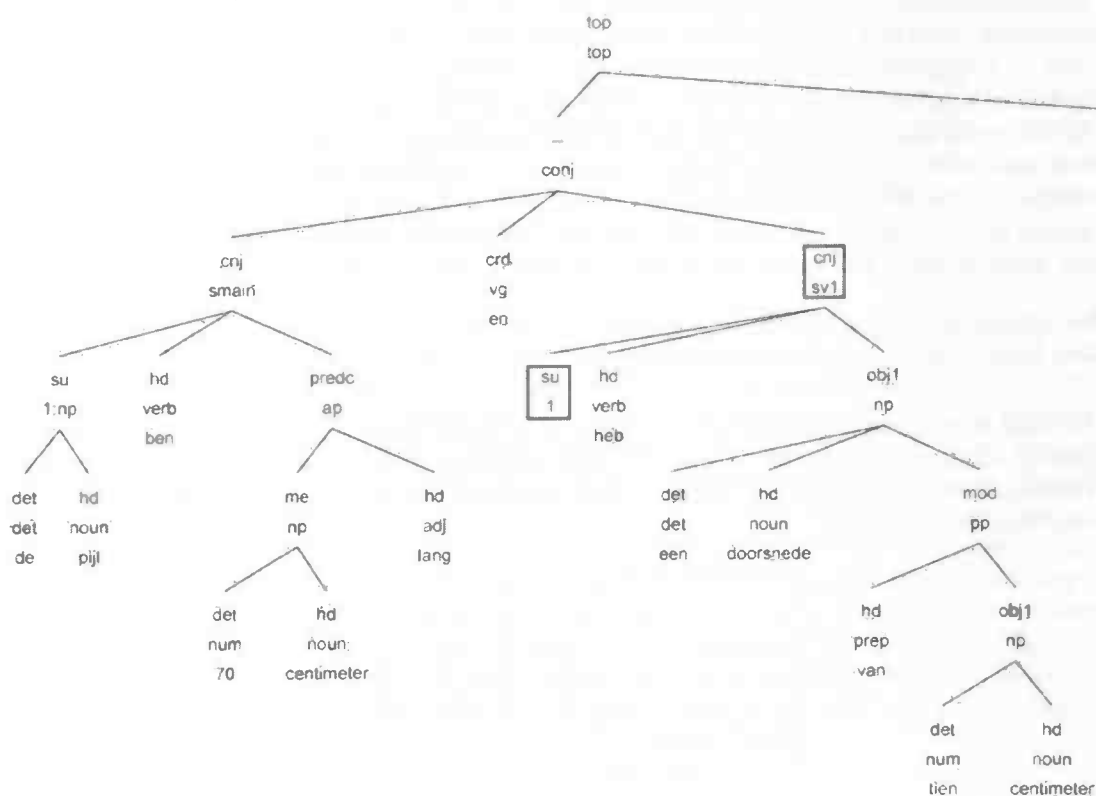 top
top
–
conj
cnj crd cnj
smain vg sv1
en
su hd predc su hd obj1
1:np verb ap 1 verb np
ben heb
det hd me hd det hd mod
det noun np adj det noun pp
de pijl lang een doorsnede
det hd hd obj1
num noun prep np
70 centimeter van
det hd
num noun
tien centimeter